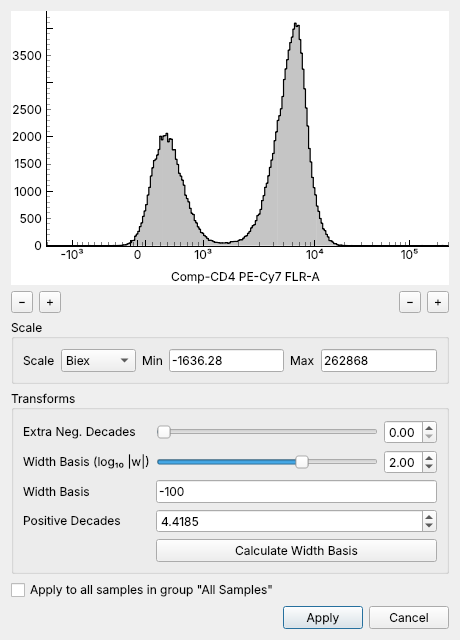 3500
2500
2000
1500
1000
500
0
-10³ 0 10³ 10⁴ 10⁵
Comp-CD4 PE-Cy7 FLR-A
− + − +
Scale
Scale Biex Min -1636.28 Max 262868
Transforms
Extra Neg. Decades 0.00
Width Basis (log₁₀ |w|) 2.00
Width Basis -100
Positive Decades 4.4185
Calculate Width Basis
Apply to all samples in group "All Samples"
Apply Cancel